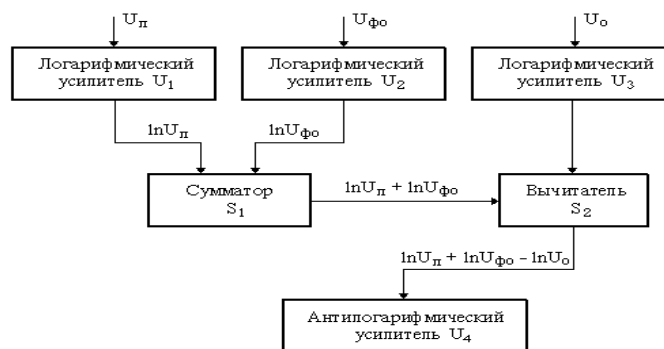 Uп
Uфо
Uо
Логарифмический
усилитель U1
Логарифмический
усилитель U2
Логарифмический
усилитель U3
lnUп
lnUфо
Сумматор
S1
lnUп + lnUфо
Вычитатель
S2
lnUп + lnUфо - lnUо
Антилогарифмический
усилитель U4